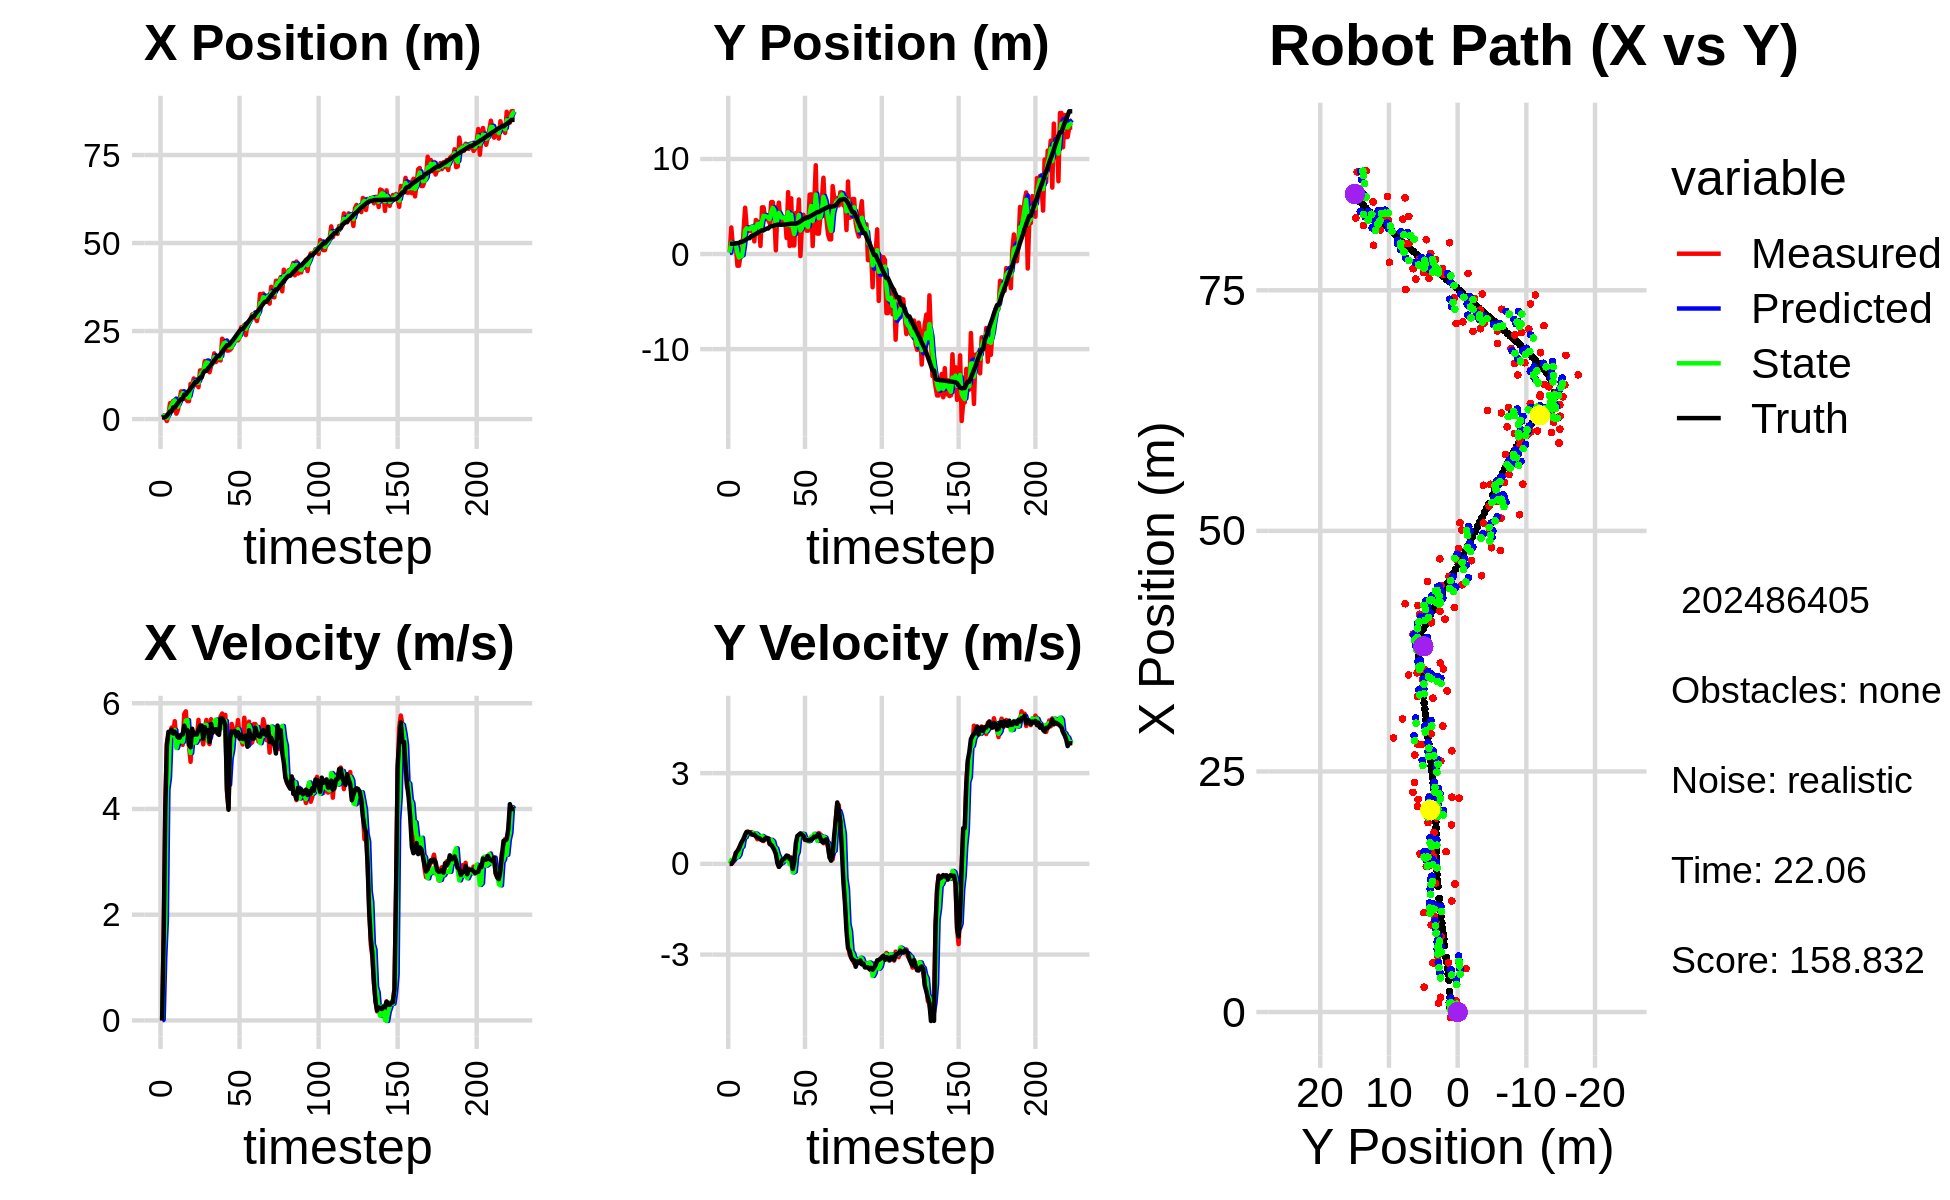 X Position (m)
75
50
25
0
0
50
100
150
200
timestep
Y Position (m)
10
0
-10
0
50
100
150
200
timestep
X Velocity (m/s)
6
4
2
0
0
50
100
150
200
timestep
Y Velocity (m/s)
3
0
-3
0
50
100
150
200
timestep
Robot Path (X vs Y)
X Position (m)
75
50
25
0
20 10 0 -10 -20
Y Position (m)
variable
Measured
Predicted
State
Truth
202486405
Obstacles: none
Noise: realistic
Time: 22.06
Score: 158.832